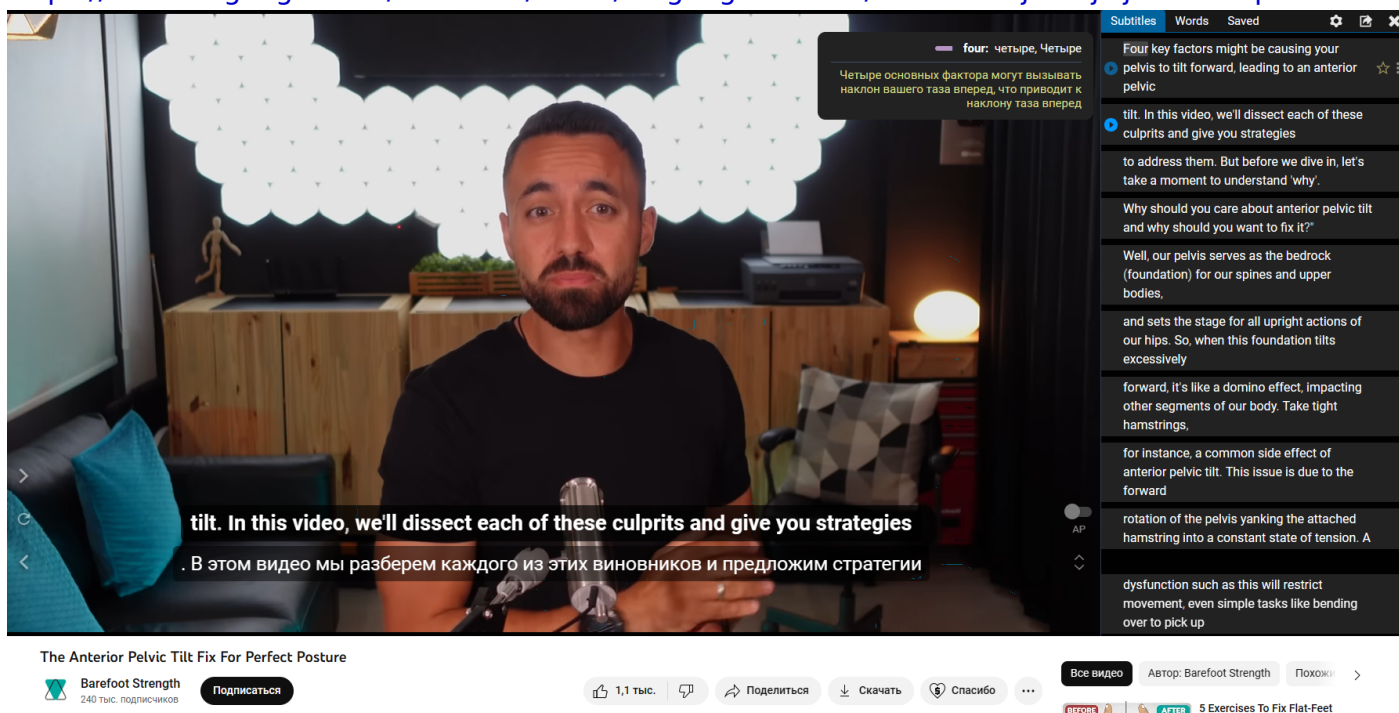 Subtitles Words Saved
four: четыре, Четыре
Четыре основных фактора могут вызывать
наклон вашего таза вперед, что приводит к
наклону таза вперед
Four key factors might be causing your
pelvis to tilt forward, leading to an anterior
pelvic
tilt. In this video, we'll dissect each of these
culprits and give you strategies
to address them. But before we dive in, let's
take a moment to understand 'why'.
Why should you care about anterior pelvic tilt
and why should you want to fix it?"
Well, our pelvis serves as the bedrock
(foundation) for our spines and upper
bodies,
and sets the stage for all upright actions of
our hips. So, when this foundation tilts
excessively
forward, it's like a domino effect, impacting
other segments of our body. Take tight
hamstrings,
for instance, a common side effect of
anterior pelvic tilt. This issue is due to the
forward
rotation of the pelvis yanking the attached
hamstring into a constant state of tension. A
dysfunction such as this will restrict
movement, even simple tasks like bending
over to pick up
tilt. In this video, we'll dissect each of these culprits and give you strategies
. В этом видео мы разберем каждого из этих виновников и предложим стратегии
AP
The Anterior Pelvic Tilt Fix For Perfect Posture
Barefoot Strength
240 тыс. подписчиков
Подписаться
1,1 тыс.
Поделиться
Скачать
Спасибо
Все видео Автор: Barefoot Strength Похожи
BEFORE AFTER
5 Exercises To Fix Flat-Feet